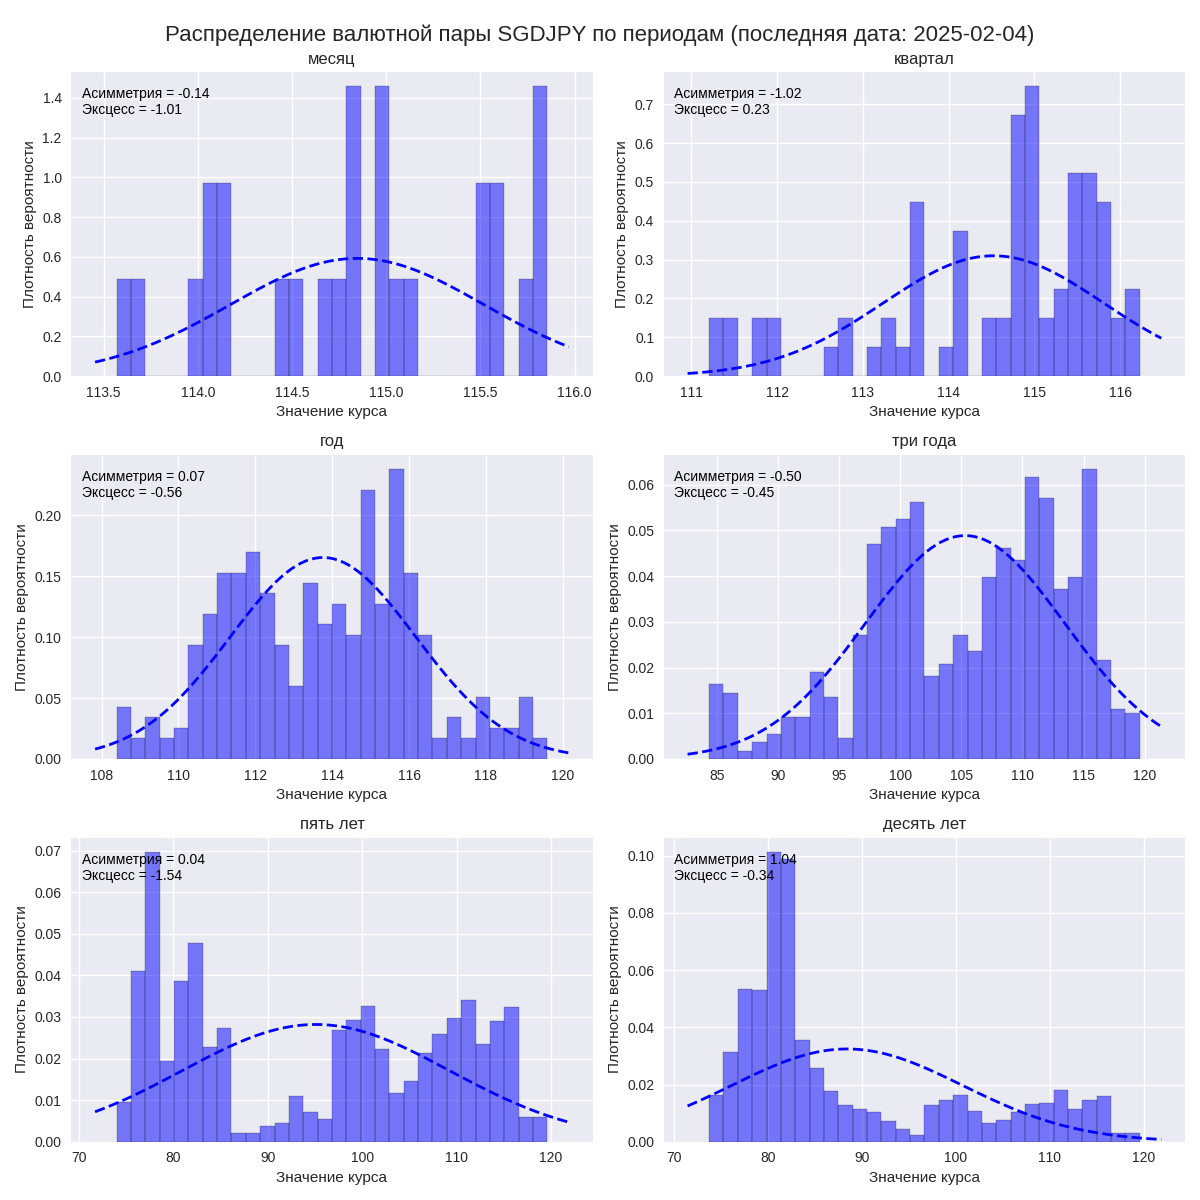 Распределение валютной пары SGDJPY по периодам (последняя дата: 2025-02-04)
месяц
Асимметрия = -0.14
Эксцесс = -1.01
Плотность вероятности
1.4
1.2
1.0
0.8
0.6
0.4
0.2
0.0
113.5 114.0 114.5 115.0 115.5 116.0
Значение курса
квартал
Асимметрия = -1.02
Эксцесс = 0.23
Плотность вероятности
0.7
0.6
0.5
0.4
0.3
0.2
0.1
0.0
111 112 113 114 115 116
Значение курса
год
Асимметрия = 0.07
Эксцесс = -0.56
Плотность вероятности
0.20
0.15
0.10
0.05
0.00
108 110 112 114 116 118 120
Значение курса
три года
Асимметрия = -0.50
Эксцесс = -0.45
Плотность вероятности
0.06
0.05
0.04
0.03
0.02
0.01
0.00
85 90 95 100 105 110 115 120
Значение курса
пять лет
Асимметрия = 0.04
Эксцесс = -1.54
Плотность вероятности
0.07
0.06
0.05
0.04
0.03
0.02
0.01
0.00
70 80 90 100 110 120
Значение курса
десять лет
Асимметрия = 1.04
Эксцесс = -0.34
Плотность вероятности
0.10
0.08
0.06
0.04
0.02
0.00
70 80 90 100 110 120
Значение курса